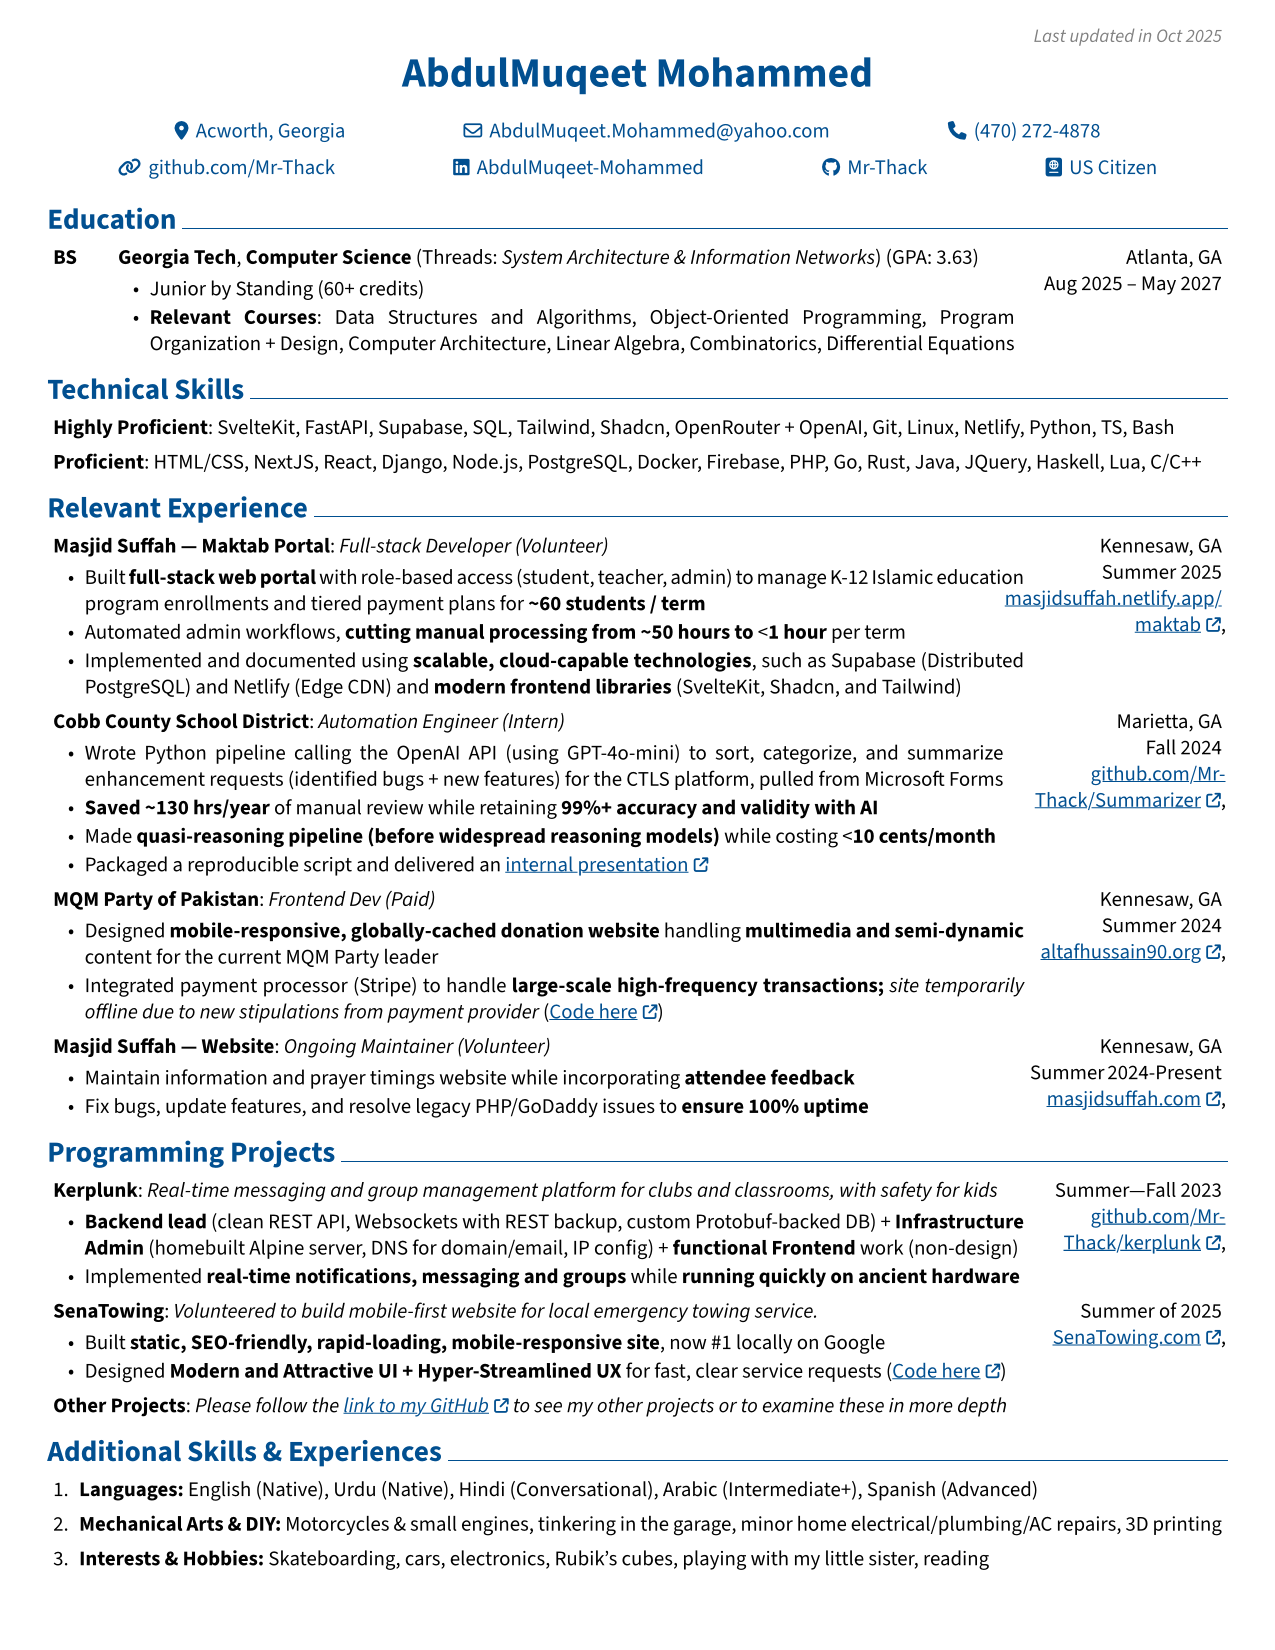 Last updated in Oct 2025
AbdulMuqeet Mohammed
Acworth, Georgia
AbdulMuqeet.Mohammed@yahoo.com
(470) 272-4878
github.com/Mr-Thack
AbdulMuqeet-Mohammed
Mr-Thack
US Citizen
Education
BS Georgia Tech, Computer Science (Threads: System Architecture & Information Networks) (GPA: 3.63)
Atlanta, GA
Aug 2025 – May 2027
• Junior by Standing (60+ credits)
• Relevant Courses: Data Structures and Algorithms, Object-Oriented Programming, Program
Organization + Design, Computer Architecture, Linear Algebra, Combinatorics, Differential Equations
Technical Skills
Highly Proficient: SvelteKit, FastAPI, Supabase, SQL, Tailwind, Shadcn, OpenRouter + OpenAI, Git, Linux, Netlify, Python, TS, Bash
Proficient: HTML/CSS, NextJS, React, Django, Node.js, PostgreSQL, Docker, Firebase, PHP, Go, Rust, Java, JQuery, Haskell, Lua, C/C++
Relevant Experience
Masjid Suffah — Maktab Portal: Full-stack Developer (Volunteer)
Kennesaw, GA
Summer 2025
masjidsuffah.netlify.app/
maktab,
• Built full-stack web portal with role-based access (student, teacher, admin) to manage K-12 Islamic education
program enrollments and tiered payment plans for ~60 students / term
• Automated admin workflows, cutting manual processing from ~50 hours to <1 hour per term
• Implemented and documented using scalable, cloud-capable technologies, such as Supabase (Distributed
PostgreSQL) and Netlify (Edge CDN) and modern frontend libraries (SvelteKit, Shadcn, and Tailwind)
Cobb County School District: Automation Engineer (Intern)
Marietta, GA
Fall 2024
github.com/Mr-
Thack/Summarizer,
• Wrote Python pipeline calling the OpenAI API (using GPT-4o-mini) to sort, categorize, and summarize
enhancement requests (identified bugs + new features) for the CTLS platform, pulled from Microsoft Forms
• Saved ~130 hrs/year of manual review while retaining 99%+ accuracy and validity with AI
• Made quasi-reasoning pipeline (before widespread reasoning models) while costing <10 cents/month
• Packaged a reproducible script and delivered an internal presentation
MQM Party of Pakistan: Frontend Dev (Paid)
Kennesaw, GA
Summer 2024
altafhussain90.org,
• Designed mobile-responsive, globally-cached donation website handling multimedia and semi-dynamic
content for the current MQM Party leader
• Integrated payment processor (Stripe) to handle large-scale high-frequency transactions; site temporarily
offline due to new stipulations from payment provider (Code here)
Masjid Suffah — Website: Ongoing Maintainer (Volunteer)
Kennesaw, GA
Summer 2024-Present
masjidsuffah.com,
• Maintain information and prayer timings website while incorporating attendee feedback
• Fix bugs, update features, and resolve legacy PHP/GoDaddy issues to ensure 100% uptime
Programming Projects
Kerplunk: Real-time messaging and group management platform for clubs and classrooms, with safety for kids
Summer—Fall 2023
github.com/Mr-
Thack/kerplunk,
• Backend lead (clean REST API, Websockets with REST backup, custom Protobuf-backed DB) + Infrastructure
Admin (homebuilt Alpine server, DNS for domain/email, IP config) + functional Frontend work (non-design)
• Implemented real-time notifications, messaging and groups while running quickly on ancient hardware
SenaTowing: Volunteered to build mobile-first website for local emergency towing service.
Summer of 2025
SenaTowing.com,
• Built static, SEO-friendly, rapid-loading, mobile-responsive site, now #1 locally on Google
• Designed Modern and Attractive UI + Hyper-Streamlined UX for fast, clear service requests (Code here)
Other Projects: Please follow the link to my GitHub to see my other projects or to examine these in more depth
Additional Skills & Experiences
1. Languages: English (Native), Urdu (Native), Hindi (Conversational), Arabic (Intermediate+), Spanish (Advanced)
2. Mechanical Arts & DIY: Motorcycles & small engines, tinkering in the garage, minor home electrical/plumbing/AC repairs, 3D printing
3. Interests & Hobbies: Skateboarding, cars, electronics, Rubik’s cubes, playing with my little sister, reading